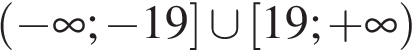 (−∞; −19] ∪ [19; +∞)